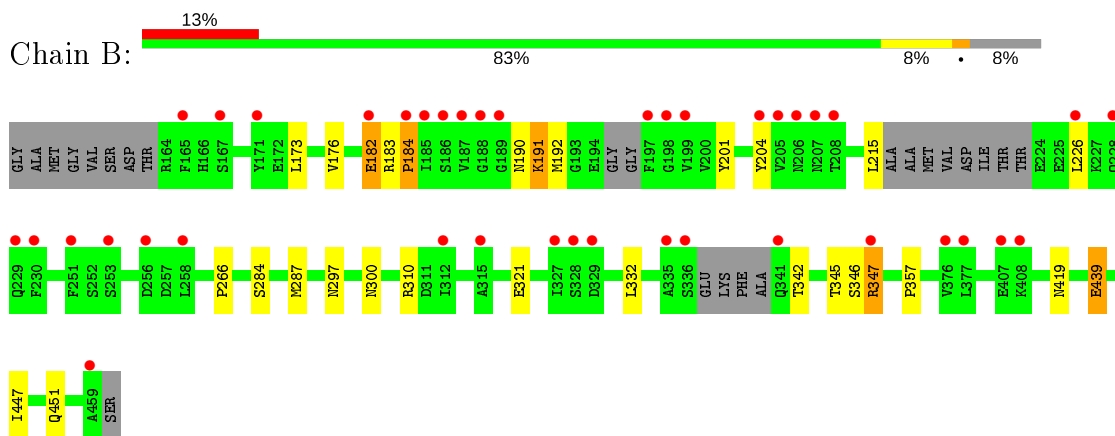 13%
Chain B:
83% 8% • 8%
GLY ALA MET GLY VAL SER ASP THR R164 F165 H166 S167 Y171 E172 L173 V176 E182 R183 P184 I185 S186 V187 G188 G189 N190 K191 M192 G193 E194 GLY GLY F197 G198 V199 V200 Y201 Y204 V205 N206 N207 T208 L215 ALA ALA MET VAL ASP ILE THR THR E224 E225 L226 K227
Q229 F230 F251 S252 S253 D256 D257 L258 P266 S284 M287 N297 N300 R310 D311 I312 A315 E321 I327 S328 D329 L332 A335 S336 GLU LYS PHE ALA Q341 T342 T345 S346 R347 P357 V376 L377 E407 K408 N419 E439
I447 Q451 A459 SER